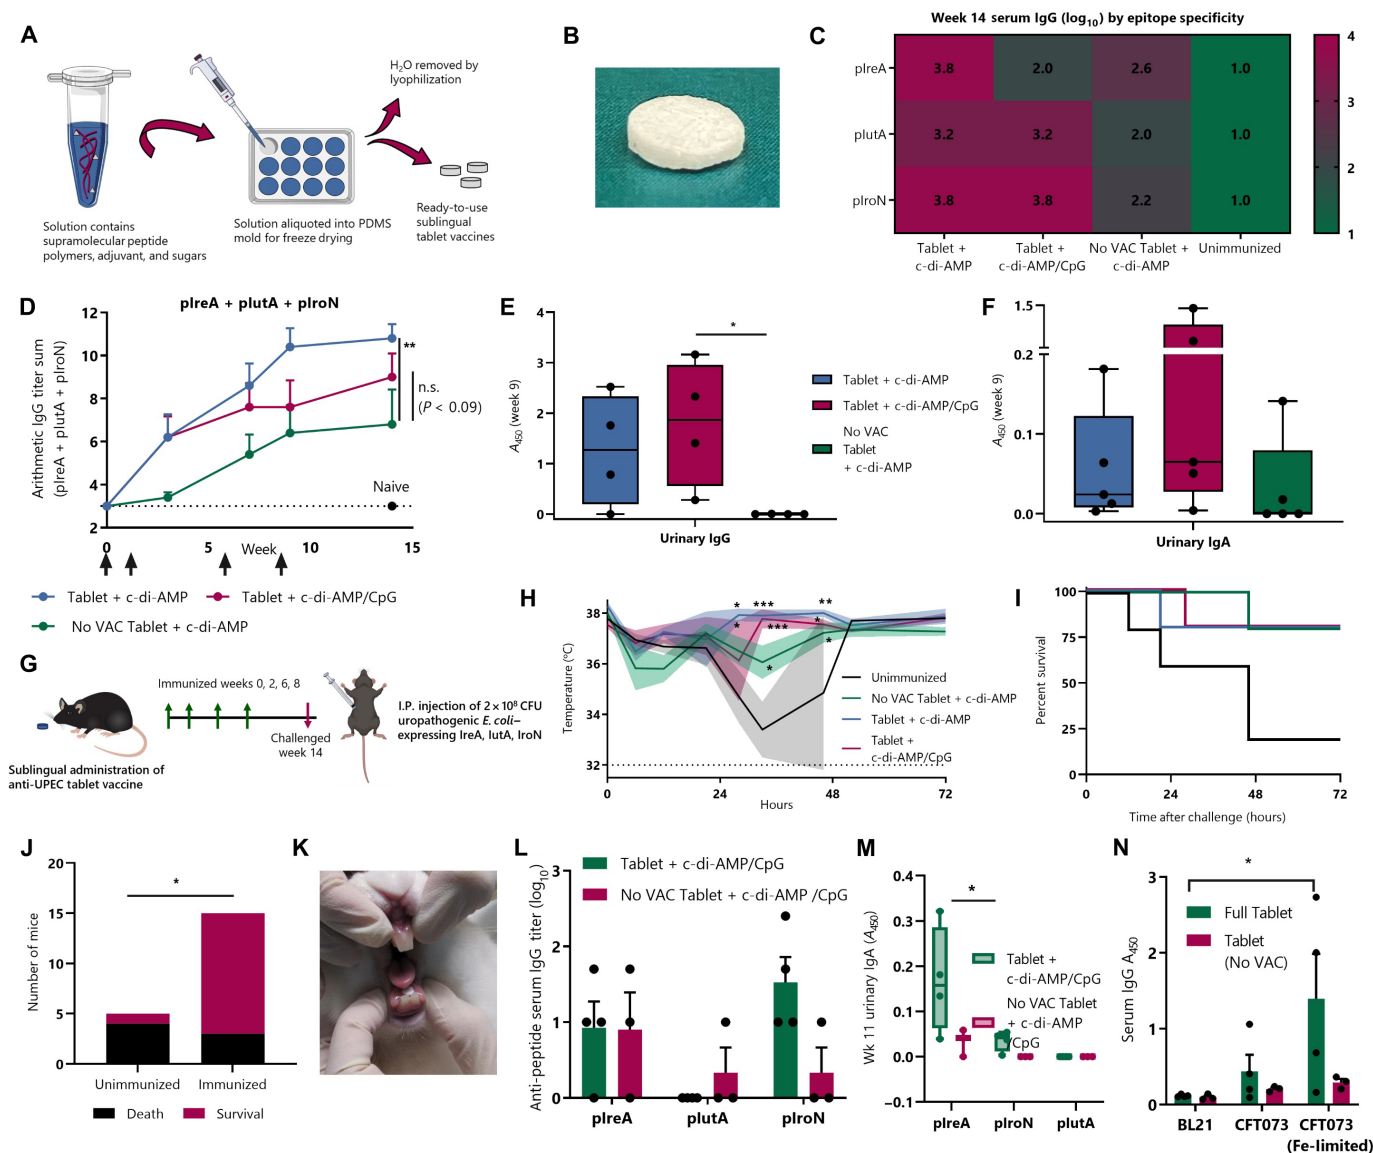 A
H₂O removed by
lyophilization
Solution contains
supramolecular peptide
polymers, adjuvant, and sugars
Solution aliquoted into PDMS
mold for freeze drying
Ready-to-use
sublingual
tablet vaccines
B
C
Week 14 serum IgG (log₁₀) by epitope specificity
pIreA
3.8
2.0
2.6
1.0
pIutA
3.2
3.2
2.0
1.0
pIroN
3.8
3.8
2.2
1.0
Tablet +
c-di-AMP
Tablet +
c-di-AMP/CpG
No VAC Tablet +
c-di-AMP
Unimmunized
4
3
2
1
D
pIreA + pIutA + pIroN
Arithmetic IgG titer sum
(pIreA + pIutA + pIroN)
12
10
8
6
4
2
**
n.s.
(P < 0.09)
Naive
0
5
Week
10
15
Tablet + c-di-AMP
Tablet + c-di-AMP/CpG
No VAC Tablet + c-di-AMP
E
A₄₅₀ (week 9)
4
3
2
1
0
*
Urinary IgG
Tablet + c-di-AMP
Tablet + c-di-AMP/CpG
No VAC
Tablet
+ c-di-AMP
F
A₄₅₀ (week 9)
1.5
0.2
0.1
0.0
Urinary IgA
G
Immunized weeks 0, 2, 6, 8
Challenged
week 14
I.P. injection of 2 × 10⁸ CFU
uropathogenic E. coli–
expressing IreA, IutA, IroN
Sublingual administration of
anti-UPEC tablet vaccine
H
Temperature (°C)
38
36
34
32
* *** **
* *** * *
*
Unimmunized
No VAC Tablet + c-di-AMP
Tablet + c-di-AMP
Tablet +
c-di-AMP/CpG
0
24
48
72
Hours
I
Percent survival
100
75
50
25
0
0
24
48
72
Time after challenge (hours)
J
Number of mice
20
15
10
5
0
*
Unimmunized
Immunized
Death
Survival
K
L
Anti-peptide serum IgG titer (log₁₀)
3
2
1
0
Tablet + c-di-AMP/CpG
No VAC Tablet + c-di-AMP /CpG
pIreA
pIutA
pIroN
M
Wk 11 urinary IgA (A₄₅₀)
0.4
0.3
0.2
0.1
0.0
−0.1
*
Tablet +
c-di-AMP/CpG
No VAC Tablet
+ c-di-AMP
/CpG
pIreA
pIroN
pIutA
N
Serum IgG A₄₅₀
3
2
1
0
*
Full Tablet
Tablet
(No VAC)
BL21
CFT073
CFT073
(Fe-limited)